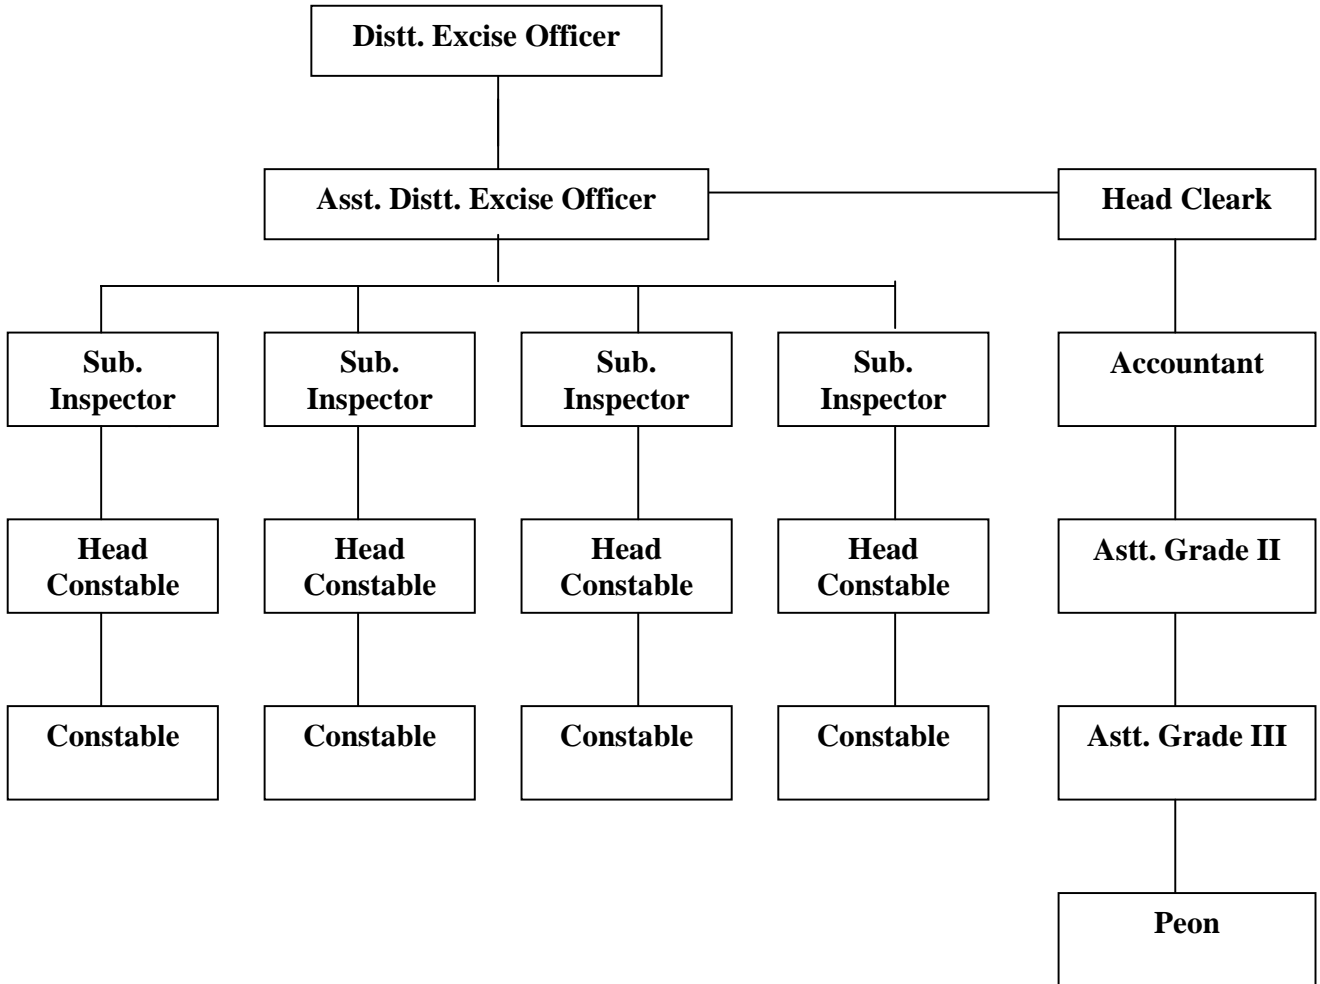 Distt. Excise Officer
Asst. Distt. Excise Officer
Head Cleark
Sub.
Inspector
Sub.
Inspector
Sub.
Inspector
Sub.
Inspector
Accountant
Head
Constable
Head
Constable
Head
Constable
Head
Constable
Astt. Grade II
Constable
Constable
Constable
Constable
Astt. Grade III
Peon